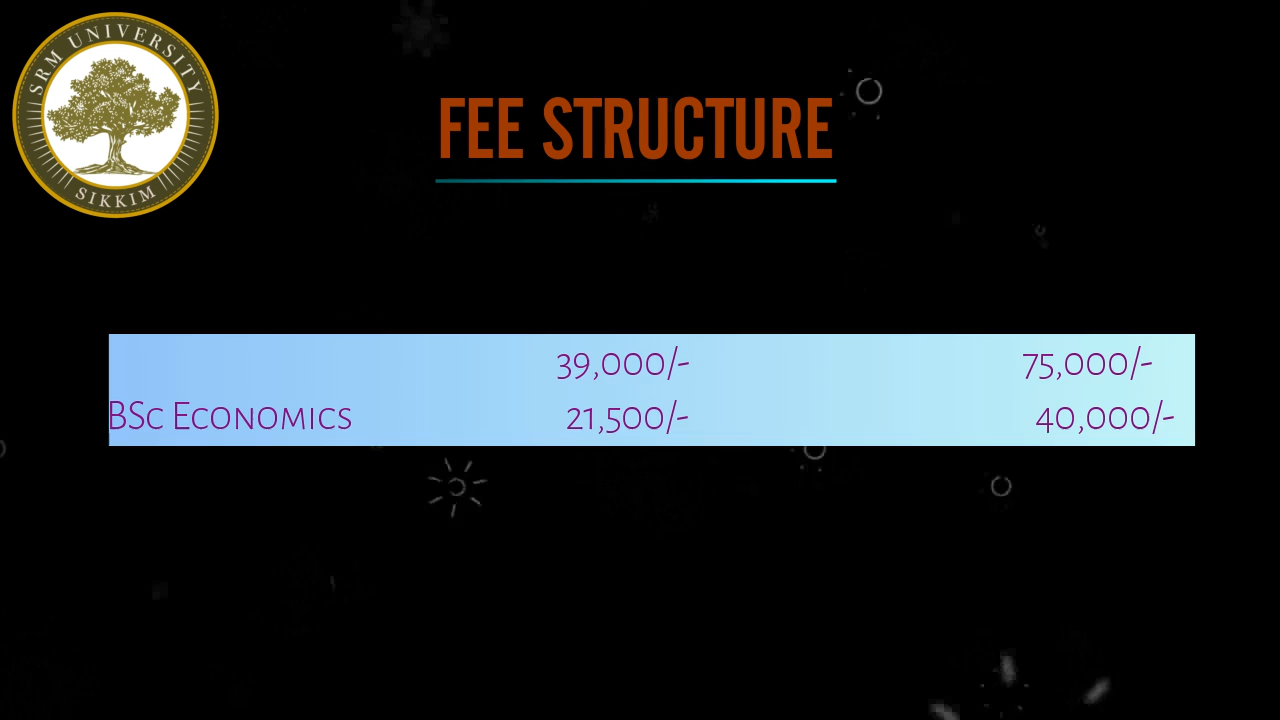 SRM UNIVERSITY
SIKKIM
FEE STRUCTURE
39,000/- 75,000/-
BSc Economics 21,500/- 40,000/-